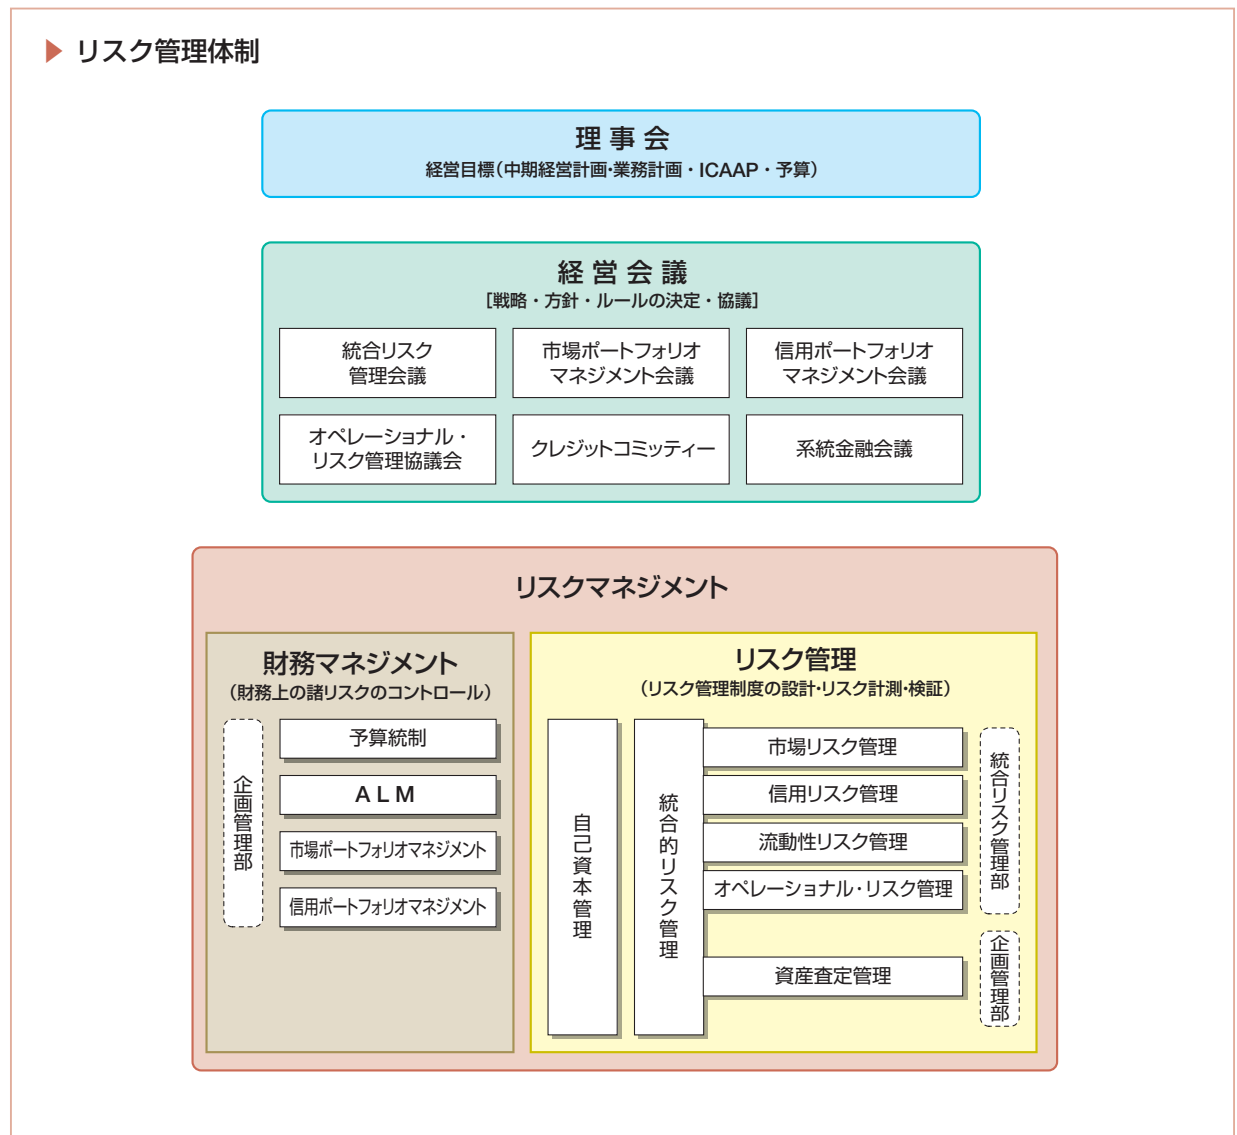 リスク管理体制
理事会
経営目標(中期経営計画・業務計画・ICAAP・予算)
経営会議
[戦略・方針・ルールの決定・協議]
統合リスク
管理会議
市場ポートフォリオ
マネジメント会議
信用ポートフォリオ
マネジメント会議
オペレーショナル・
リスク管理協議会
クレジットコミッティー
系統金融会議
リスクマネジメント
財務マネジメント
(財務上の諸リスクのコントロール)
企画管理部
予算統制
ALM
市場ポートフォリオマネジメント
信用ポートフォリオマネジメント
リスク管理
(リスク管理制度の設計・リスク計測・検証)
自己資本管理
統合的リスク管理
市場リスク管理
信用リスク管理
流動性リスク管理
オペレーショナル・リスク管理
資産査定管理
統合リスク管理部
企画管理部